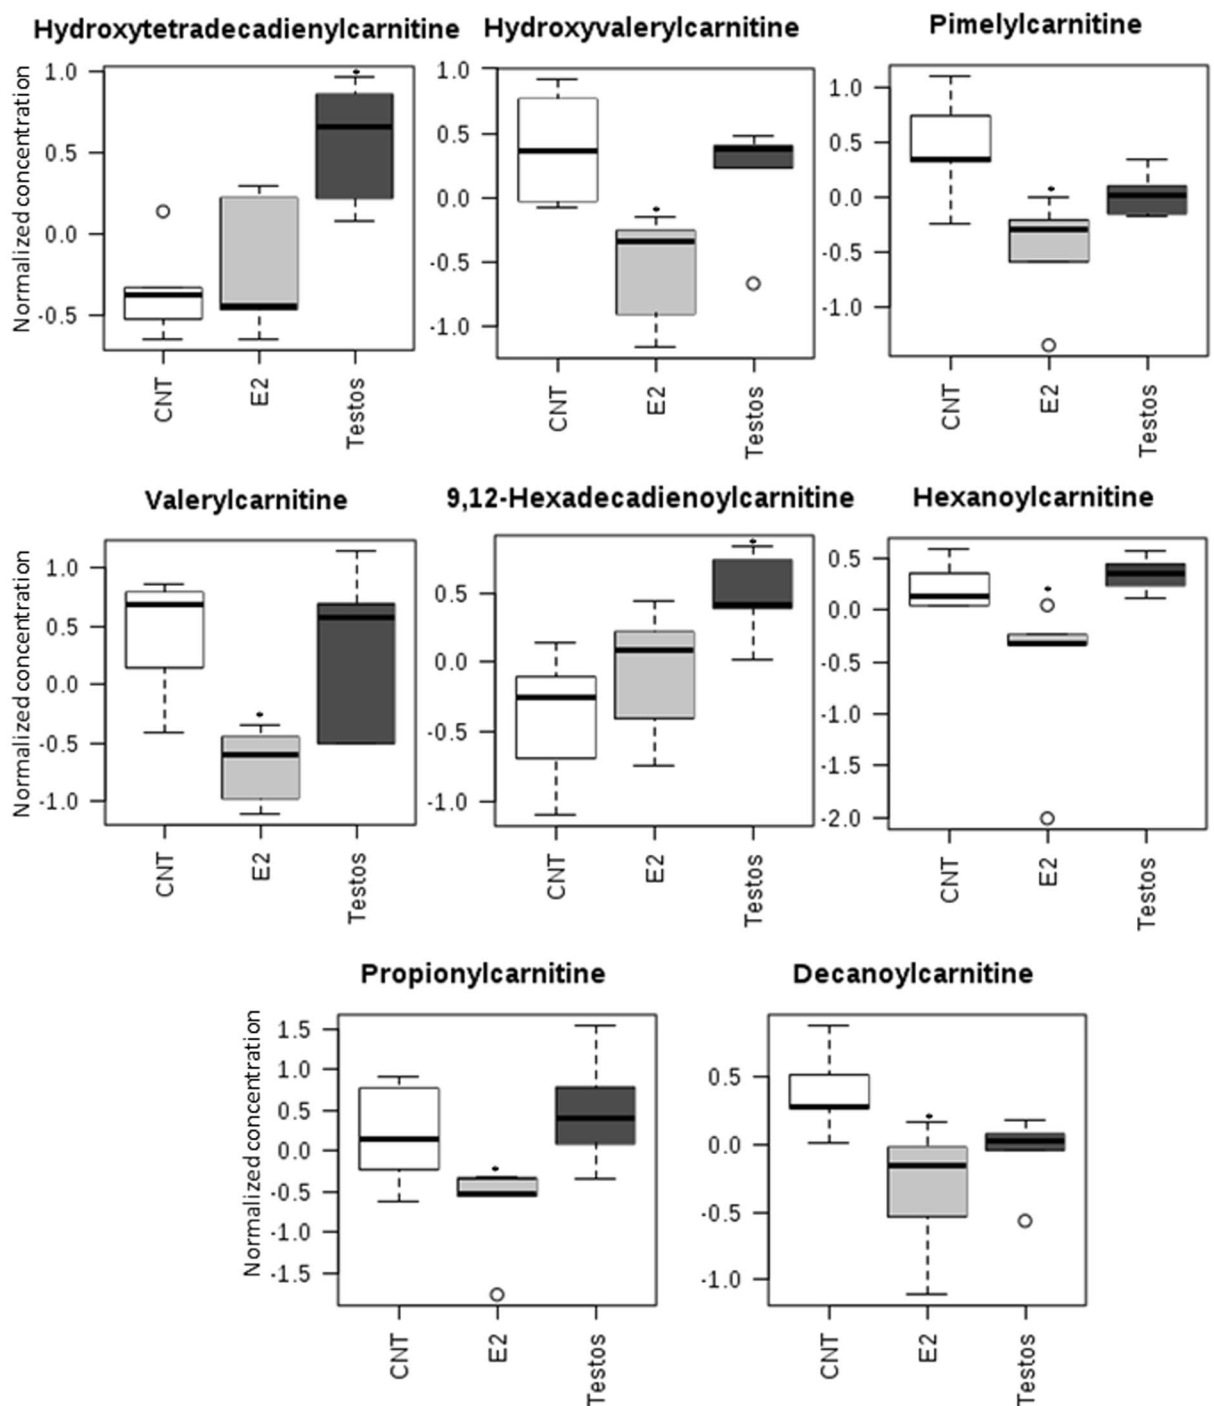 Hydroxytetradecadienylcarnitine Hydroxyvalerylcarnitine Pimelylcarnitine
Normalized concentration
1.0
0.5
0.0
-0.5
CNT
E2
Testos
1.0
0.5
0.0
-0.5
-1.0
CNT
E2
Testos
1.0
0.5
0.0
-0.5
-1.0
CNT
E2
Testos
Valerylcarnitine 9,12-Hexadecadienoylcarnitine Hexanoylcarnitine
Normalized concentration
1.0
0.5
0.0
-0.5
-1.0
CNT
E2
Testos
0.5
0.0
-0.5
-1.0
CNT
E2
Testos
0.5
0.0
-0.5
-1.0
-1.5
-2.0
CNT
E2
Testos
Propionylcarnitine Decanoylcarnitine
Normalized concentration
1.5
1.0
0.5
0.0
-0.5
-1.0
-1.5
CNT
E2
Testos
0.5
0.0
-0.5
-1.0
CNT
E2
Testos